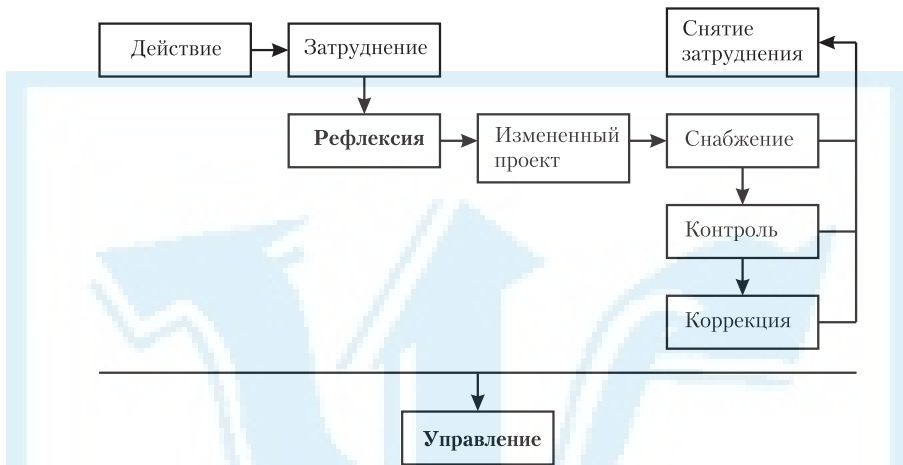 Действие
Затруднение
Снятие
затруднения
Рефлексия
Измененный
проект
Снабжение
Контроль
Коррекция
Управление